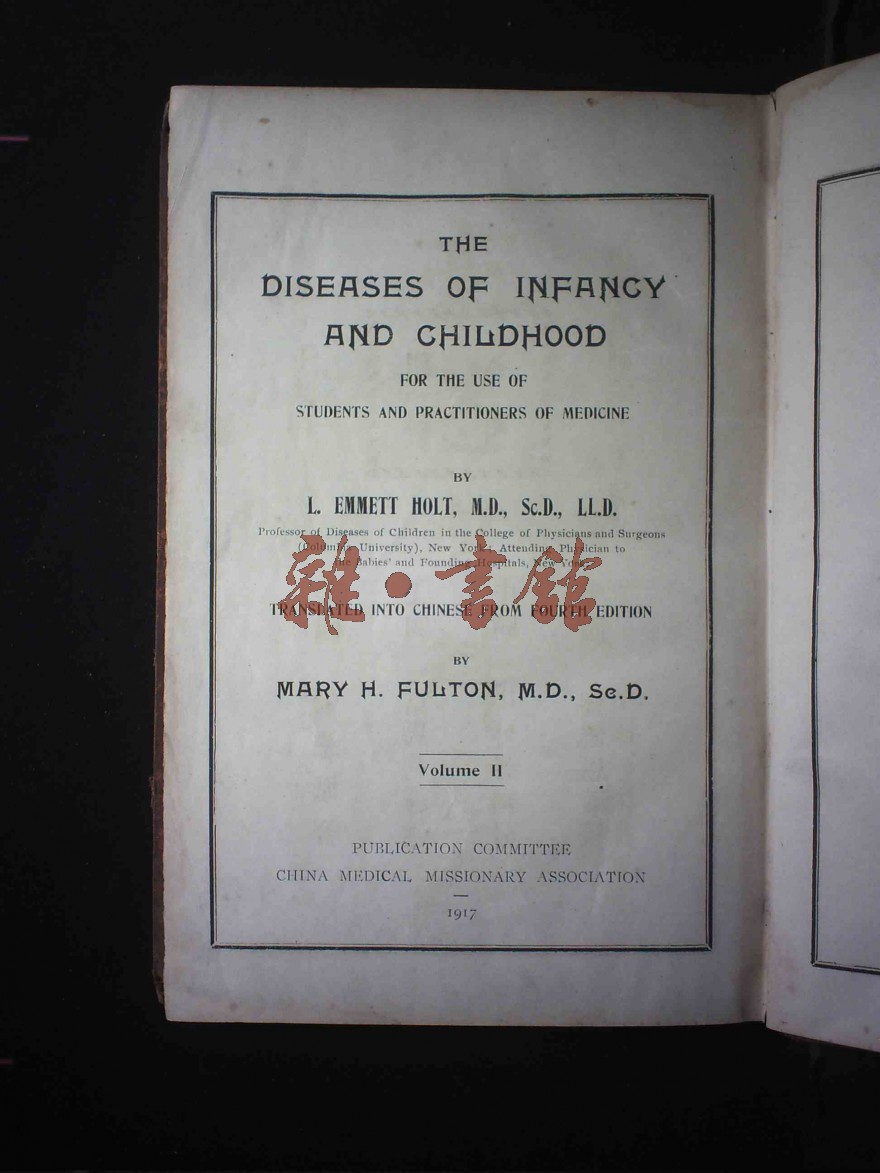 THE
DISEASES OF INFANCY
AND CHILDHOOD
FOR THE USE OF
STUDENTS AND PRACTITIONERS OF MEDICINE
BY
L. EMMETT HOLT, M.D., Sc.D., LL.D.
Professor of Diseases of Children in the College of Physicians and Surgeons
(Columbia University), New York; Attending Physician to
the Babies' and Founding Hospitals, New York
雜·書館
TRANSLATED INTO CHINESE FROM FOURTH EDITION
BY
MARY H. FULTON, M.D., Sc.D.
Volume II
PUBLICATION COMMITTEE
CHINA MEDICAL MISSIONARY ASSOCIATION
1917